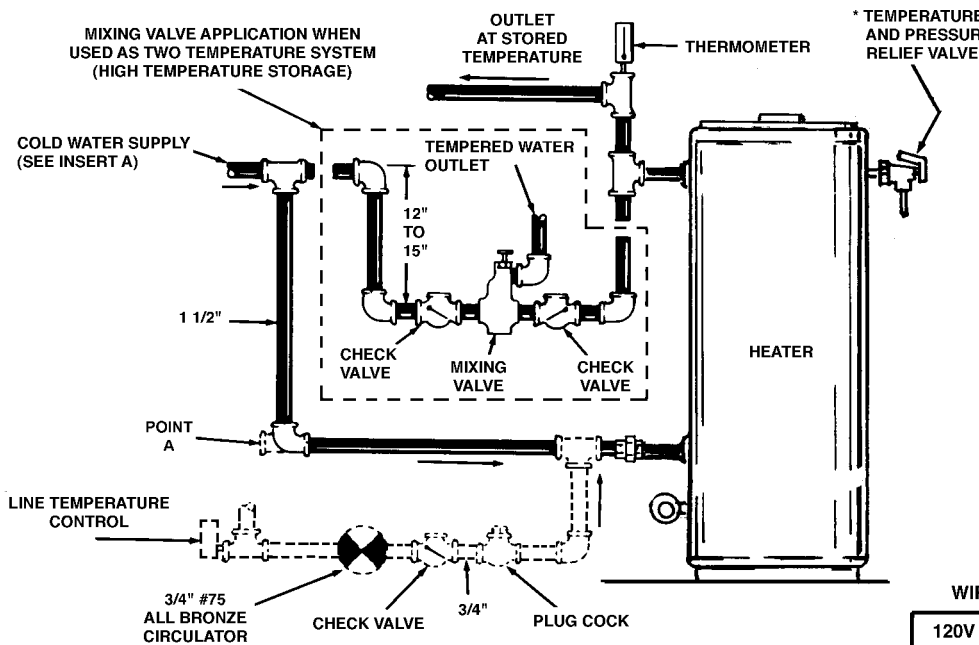 MIXING VALVE APPLICATION WHEN
USED AS TWO TEMPERATURE SYSTEM
(HIGH TEMPERATURE STORAGE)
OUTLET
AT STORED
TEMPERATURE
THERMOMETER
* TEMPERATURE
AND PRESSUR
RELIEF VALVE
COLD WATER SUPPLY
(SEE INSERT A)
TEMPERED WATER
OUTLET
12"
TO
15"
1 1/2"
CHECK
VALVE
MIXING
VALVE
CHECK
VALVE
HEATER
POINT
A
LINE TEMPERATURE
CONTROL
3/4" #75
ALL BRONZE
CIRCULATOR
CHECK VALVE
3/4"
PLUG COCK
WI
120V